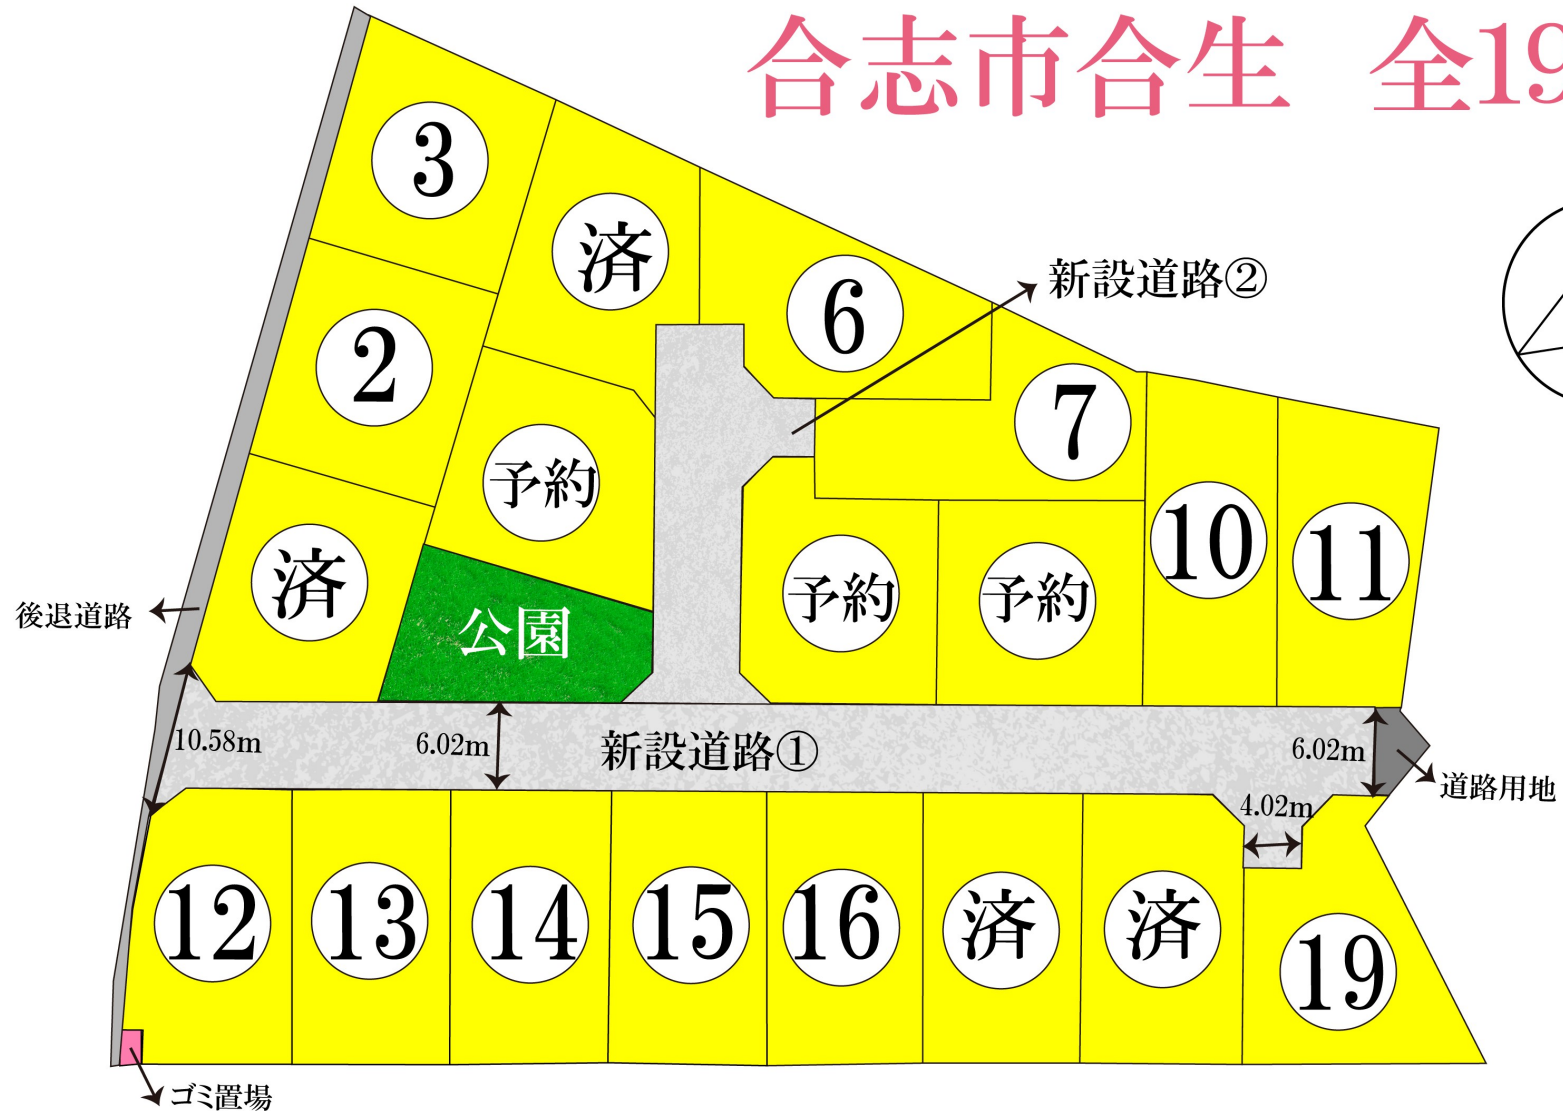 合志市合生 全19
3
済
6
新設道路②
2
7
予約
10
11
済
予約
予約
公園
後退道路
10.58m
6.02m
新設道路①
6.02m
道路用地
4.02m
12
13
14
15
16
済
済
19
ゴミ置場